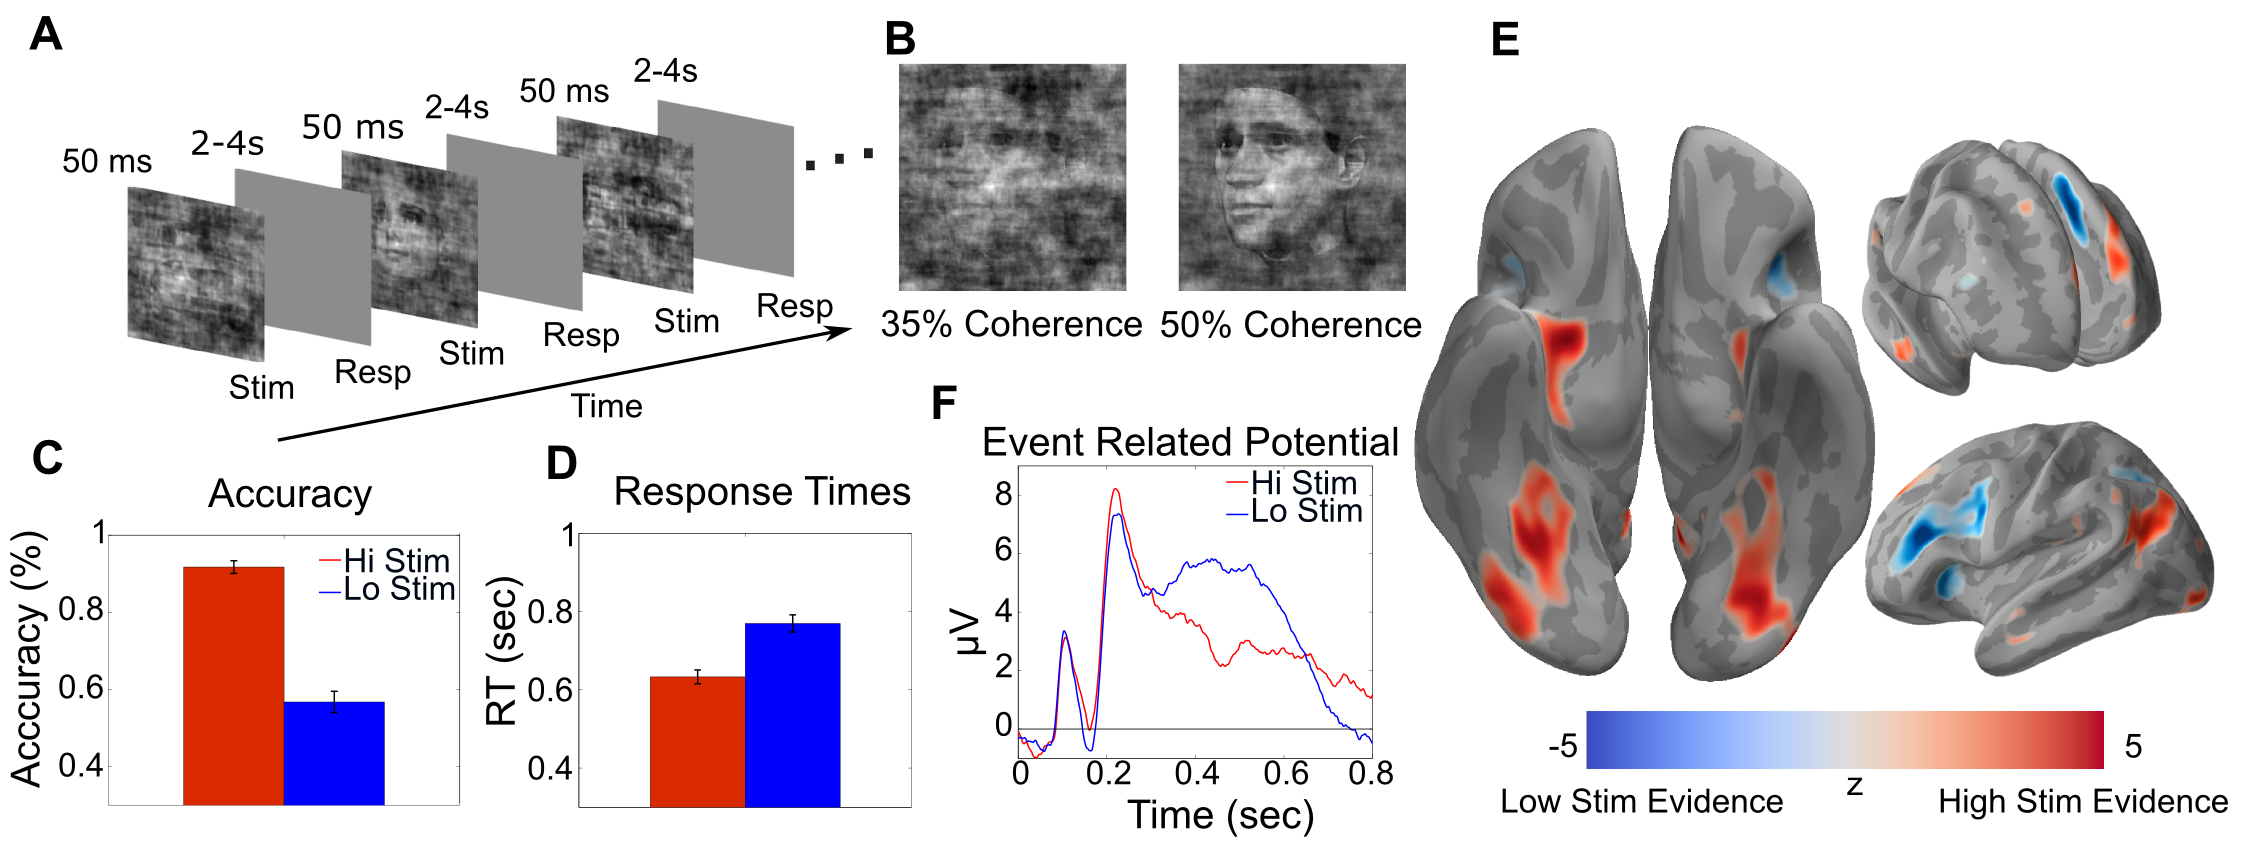 A
50 ms
2-4s
50 ms
2-4s
50 ms
2-4s
Stim
Resp
Stim
Resp
Stim
Resp
Time
B
35% Coherence
50% Coherence
C
Accuracy
Acccuracy (%)
1
0.8
0.6
0.4
Hi Stim
Lo Stim
D
Response Times
RT (sec)
1
0.8
0.6
0.4
E
-5
5
z
Low Stim Evidence
High Stim Evidence
F
Event Related Potential
Hi Stim
Lo Stim
µV
8
6
4
2
0
0
0.2
0.4
0.6
0.8
Time (sec)